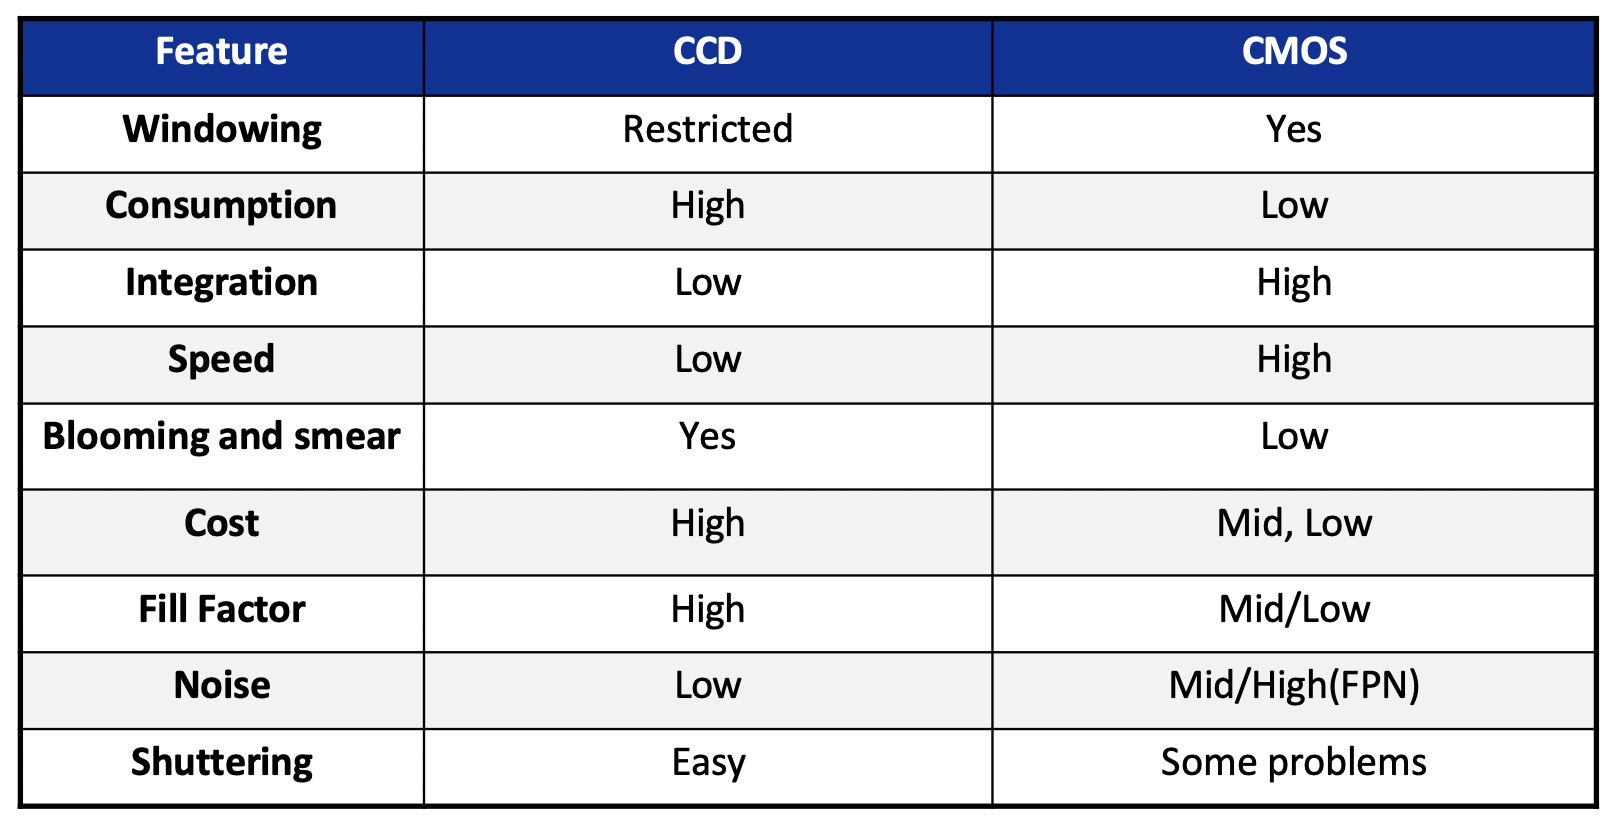 Feature CCD CMOS
Windowing Restricted Yes
Consumption High Low
Integration Low High
Speed Low High
Blooming and smear Yes Low
Cost High Mid, Low
Fill Factor High Mid/Low
Noise Low Mid/High(FPN)
Shuttering Easy Some problems